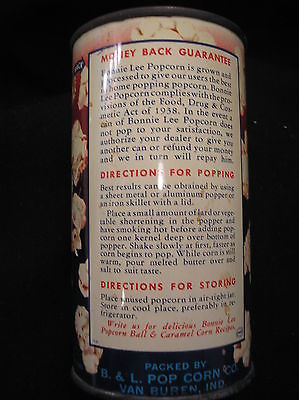 MONEY BACK GUARANTEE
Bonnie Lee Popcorn is grown and
processed to give our users the best
in home popping popcorn. Bonnie
Lee Popcorn complies with the pro-
visions of the Food, Drug & Cos-
metic Act of 1938. In the event a
can of Bonnie Lee Popcorn does
not pop to your satisfaction, we
authorize your dealer to give you
another can or refund your money
and we in turn will repay him.
DIRECTIONS FOR POPPING
Best results can be obtained by using
a sheet metal or aluminum popper or
an iron skillet with a lid.
Place a small amount of lard or vege-
table shortening in the popper and
have smoking hot before adding pop-
corn one kernel deep over bottom of
popper. Shake slowly at first, faster as
corn begins to pop. While corn is still
warm, pour melted butter over and
salt to suit taste.
DIRECTIONS FOR STORING
Place unused popcorn in air-tight jar.
Store in cool place, preferably in re-
frigerator.
Write us for delicious Bonnie Lee
Popcorn Ball & Caramel Corn Recipes.
PACKED BY
B. & L. POP CORN CO.
VAN BUREN, IND